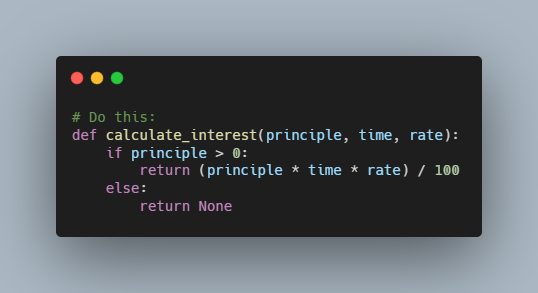 # Do this:
def calculate_interest(principle, time, rate):
    if principle > 0:
        return (principle * time * rate) / 100
    else:
        return None